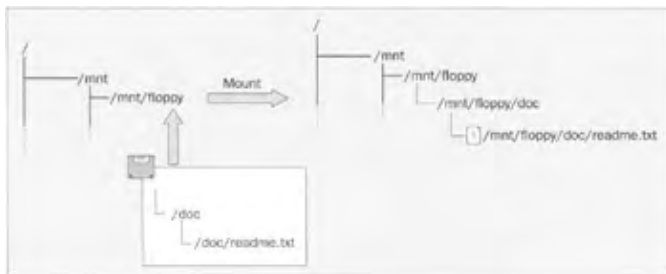 /
/mnt
/mnt/floppy
Mount
/doc
/doc/readme.txt
/
/mnt
/mnt/floppy
/mnt/floppy/doc
/mnt/floppy/doc/readme.txt